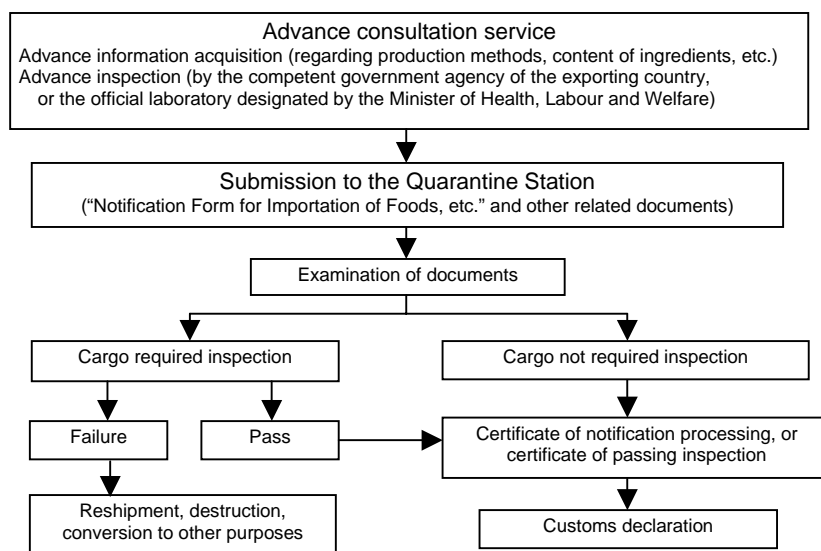 Advance consultation service
Advance information acquisition (regarding production methods, content of ingredients, etc.)
Advance inspection (by the competent government agency of the exporting country,
or the official laboratory designated by the Minister of Health, Labour and Welfare)
Submission to the Quarantine Station
(“Notification Form for Importation of Foods, etc.” and other related documents)
Examination of documents
Cargo required inspection
Cargo not required inspection
Failure
Pass
Certificate of notification processing, or
certificate of passing inspection
Reshipment, destruction,
conversion to other purposes
Customs declaration